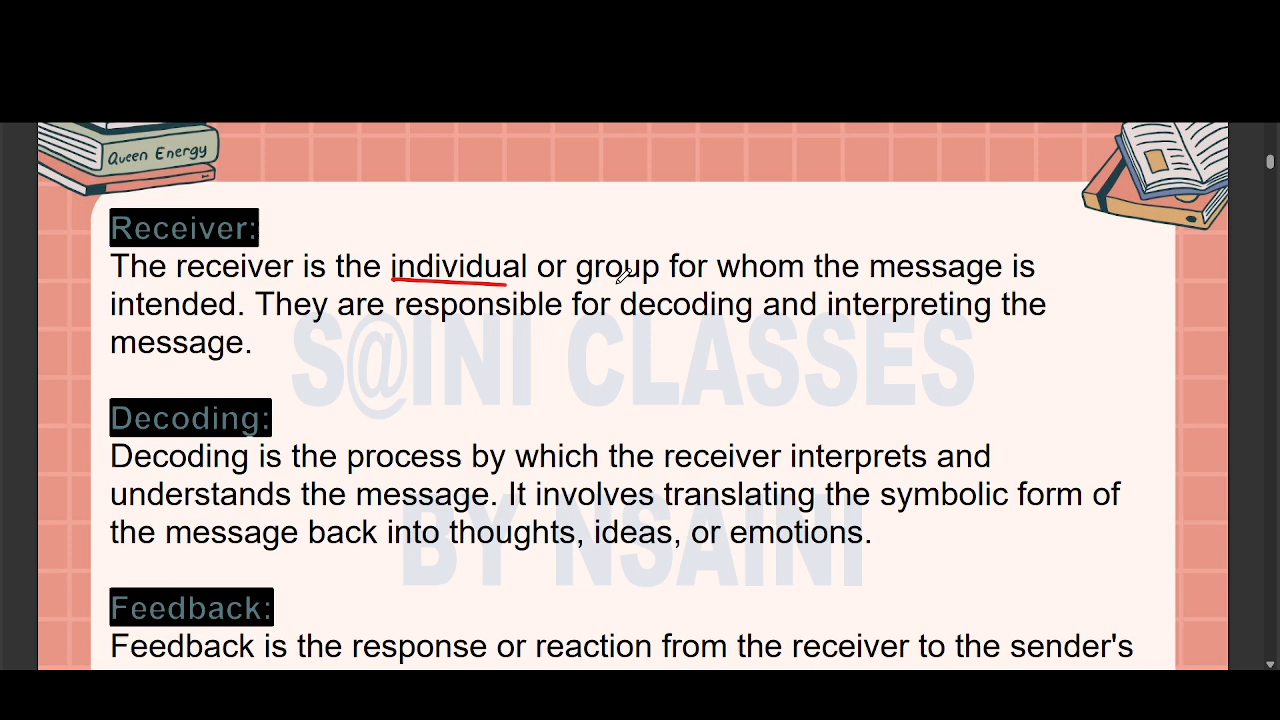 Queen Energy
Receiver:
The receiver is the individual or group for whom the message is
intended. They are responsible for decoding and interpreting the
message.
S@INI CLASSES
Decoding:
Decoding is the process by which the receiver interprets and
understands the message. It involves translating the symbolic form of
the message back into thoughts, ideas, or emotions.
BY NSAINI
Feedback:
Feedback is the response or reaction from the receiver to the sender's